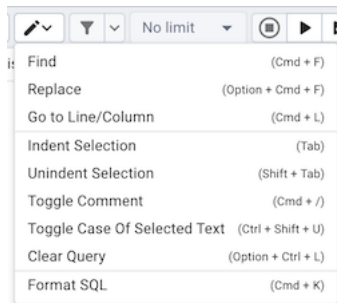 No limit
Find (Cmd + F)
Replace (Option + Cmd + F)
Go to Line/Column (Cmd + L)
Indent Selection (Tab)
Unindent Selection (Shift + Tab)
Toggle Comment (Cmd + /)
Toggle Case Of Selected Text (Ctrl + Shift + U)
Clear Query (Option + Ctrl + L)
Format SQL (Cmd + K)